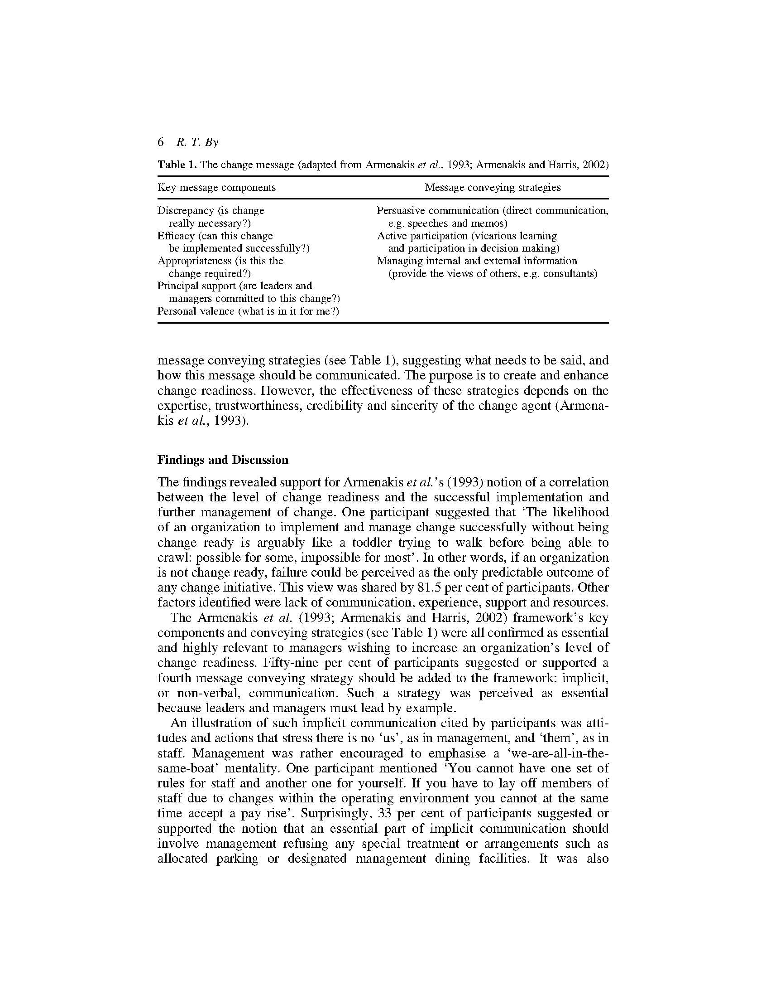 6 R. T. By
Table 1. The change message (adapted from Armenakis et al., 1993; Armenakis and Harris, 2002)
Key message components Message conveying strategies
Discrepancy (is change
really necessary?)
Efficacy (can this change
be implemented successfully?)
Appropriateness (is this the
change required?)
Principal support (are leaders and
managers committed to this change?)
Personal valence (what is in it for me?)
Persuasive communication (direct communication,
e.g. speeches and memos)
Active participation (vicarious learning
and participation in decision making)
Managing internal and external information
(provide the views of others, e.g. consultants)
message conveying strategies (see Table 1), suggesting what needs to be said, and
how this message should be communicated. The purpose is to create and enhance
change readiness. However, the effectiveness of these strategies depends on the
expertise, trustworthiness, credibility and sincerity of the change agent (Armena-
kis et al., 1993).
Findings and Discussion
The findings revealed support for Armenakis et al.’s (1993) notion of a correlation
between the level of change readiness and the successful implementation and
further management of change. One participant suggested that ‘The likelihood
of an organization to implement and manage change successfully without being
change ready is arguably like a toddler trying to walk before being able to
crawl: possible for some, impossible for most’. In other words, if an organization
is not change ready, failure could be perceived as the only predictable outcome of
any change initiative. This view was shared by 81.5 per cent of participants. Other
factors identified were lack of communication, experience, support and resources.
The Armenakis et al. (1993; Armenakis and Harris, 2002) framework’s key
components and conveying strategies (see Table 1) were all confirmed as essential
and highly relevant to managers wishing to increase an organization’s level of
change readiness. Fifty-nine per cent of participants suggested or supported a
fourth message conveying strategy should be added to the framework: implicit,
or non-verbal, communication. Such a strategy was perceived as essential
because leaders and managers must lead by example.
An illustration of such implicit communication cited by participants was atti-
tudes and actions that stress there is no ‘us’, as in management, and ‘them’, as in
staff. Management was rather encouraged to emphasise a ‘we-are-all-in-the-
same-boat’ mentality. One participant mentioned ‘You cannot have one set of
rules for staff and another one for yourself. If you have to lay off members of
staff due to changes within the operating environment you cannot at the same
time accept a pay rise’. Surprisingly, 33 per cent of participants suggested or
supported the notion that an essential part of implicit communication should
involve management refusing any special treatment or arrangements such as
allocated parking or designated management dining facilities. It was also